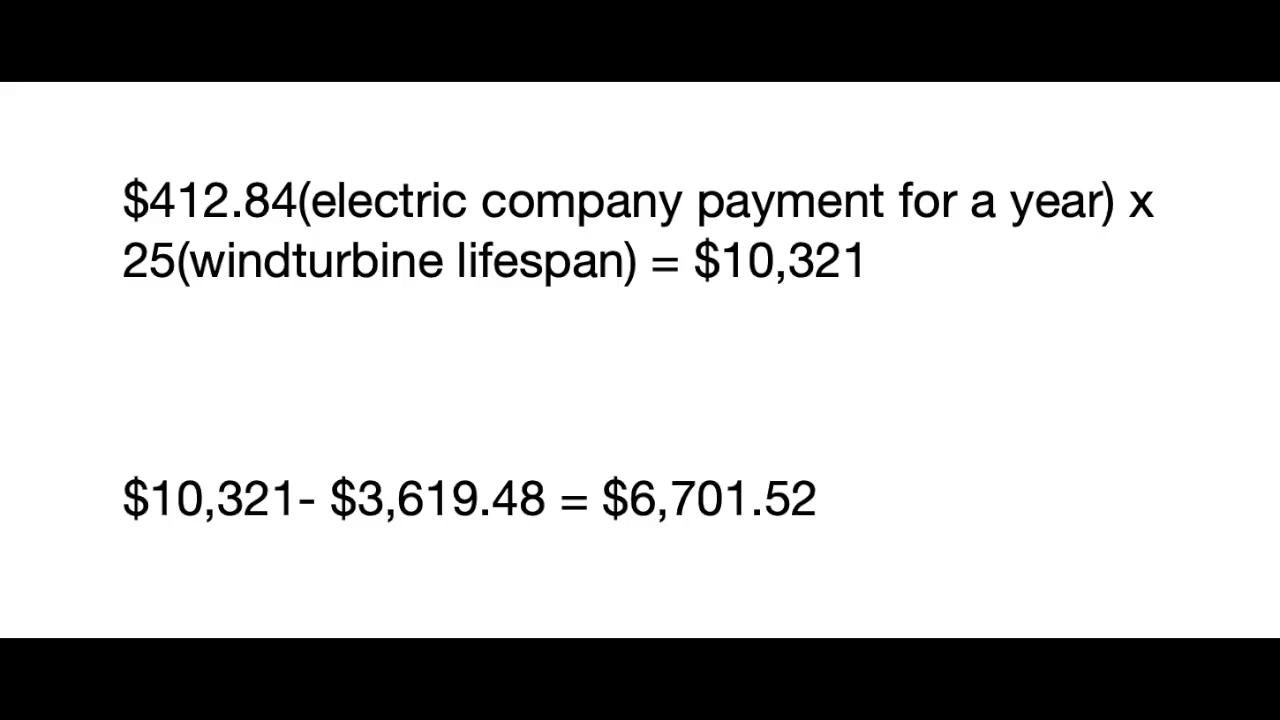 $412.84(electric company payment for a year) x
25(windturbine lifespan) = $10,321
$10,321- $3,619.48 = $6,701.52